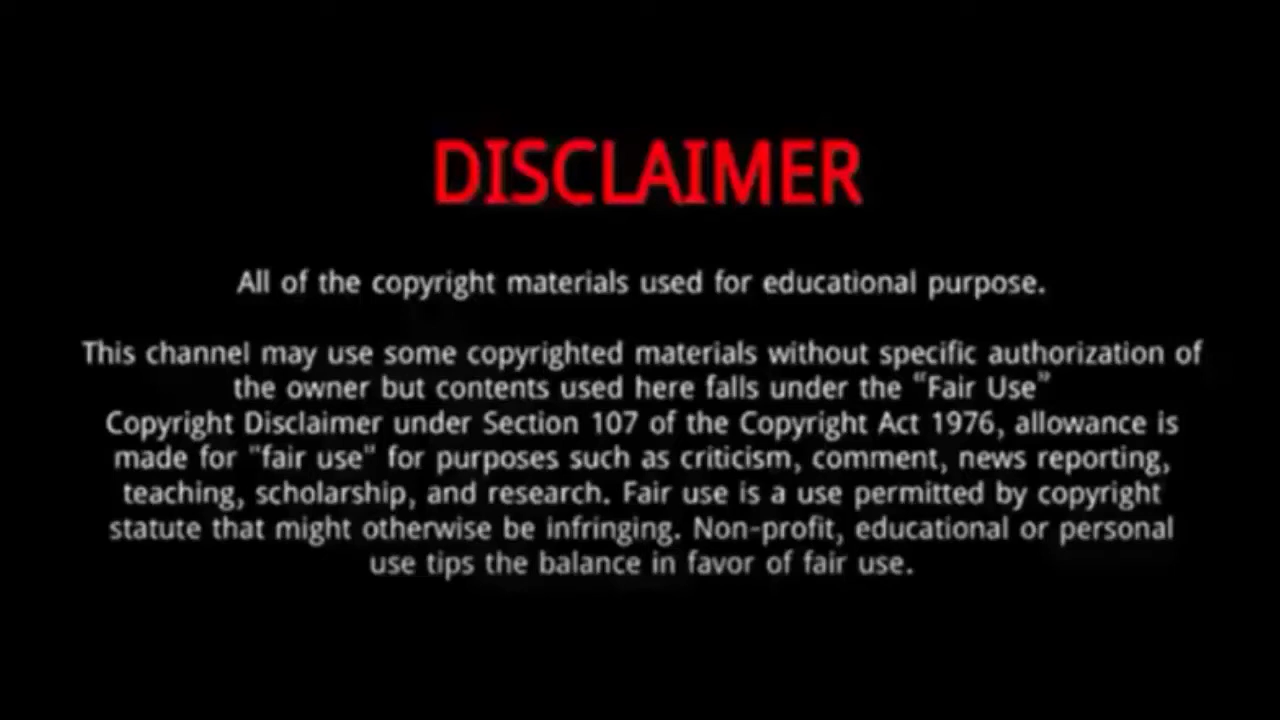 DISCLAIMER
All of the copyright materials used for educational purpose.
This channel may use some copyrighted materials without specific authorization of
the owner but contents used here falls under the “Fair Use”
Copyright Disclaimer under Section 107 of the Copyright Act 1976, allowance is
made for "fair use" for purposes such as criticism, comment, news reporting,
teaching, scholarship, and research. Fair use is a use permitted by copyright
statute that might otherwise be infringing. Non-profit, educational or personal
use tips the balance in favor of fair use.